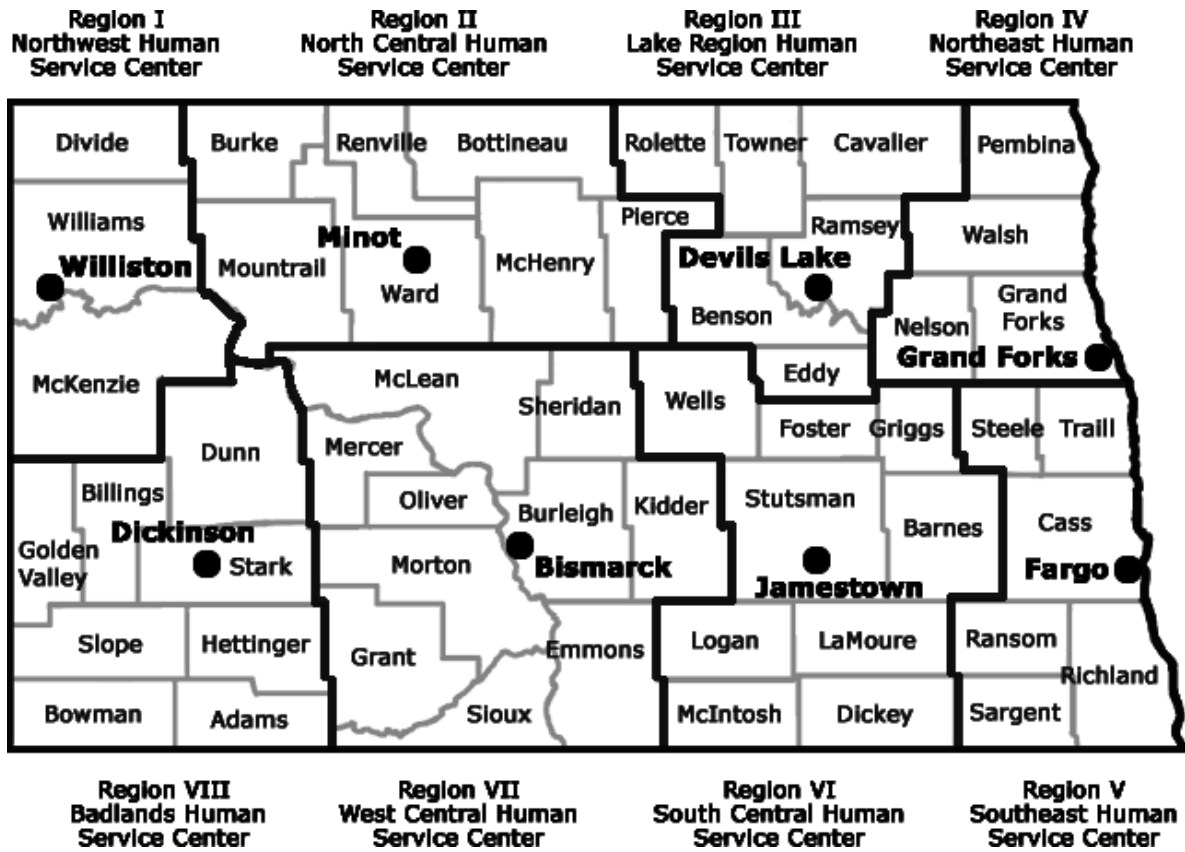 Region I
Northwest Human
Service Center
Region II
North Central Human
Service Center
Region III
Lake Region Human
Service Center
Region IV
Northeast Human
Service Center
Divide
Burke
Renville
Bottineau
Rolette
Towner
Cavalier
Pembina
Williams
Pierce
Ramsey
Walsh
Minot
Williston
Mountrail
McHenry
Devils Lake
Ward
Benson
Nelson
Grand
Forks
Grand Forks
McKenzie
McLean
Eddy
Sheridan
Wells
Foster
Griggs
Steele
Traill
Dunn
Mercer
Billings
Oliver
Burleigh
Kidder
Stutsman
Barnes
Cass
Dickinson
Golden
Valley
Stark
Morton
Bismarck
Jamestown
Fargo
Slope
Hettinger
Grant
Emmons
Logan
LaMoure
Ransom
Richland
Bowman
Adams
Sioux
McIntosh
Dickey
Sargent
Region VIII
Badlands Human
Service Center
Region VII
West Central Human
Service Center
Region VI
South Central Human
Service Center
Region V
Southeast Human
Service Center